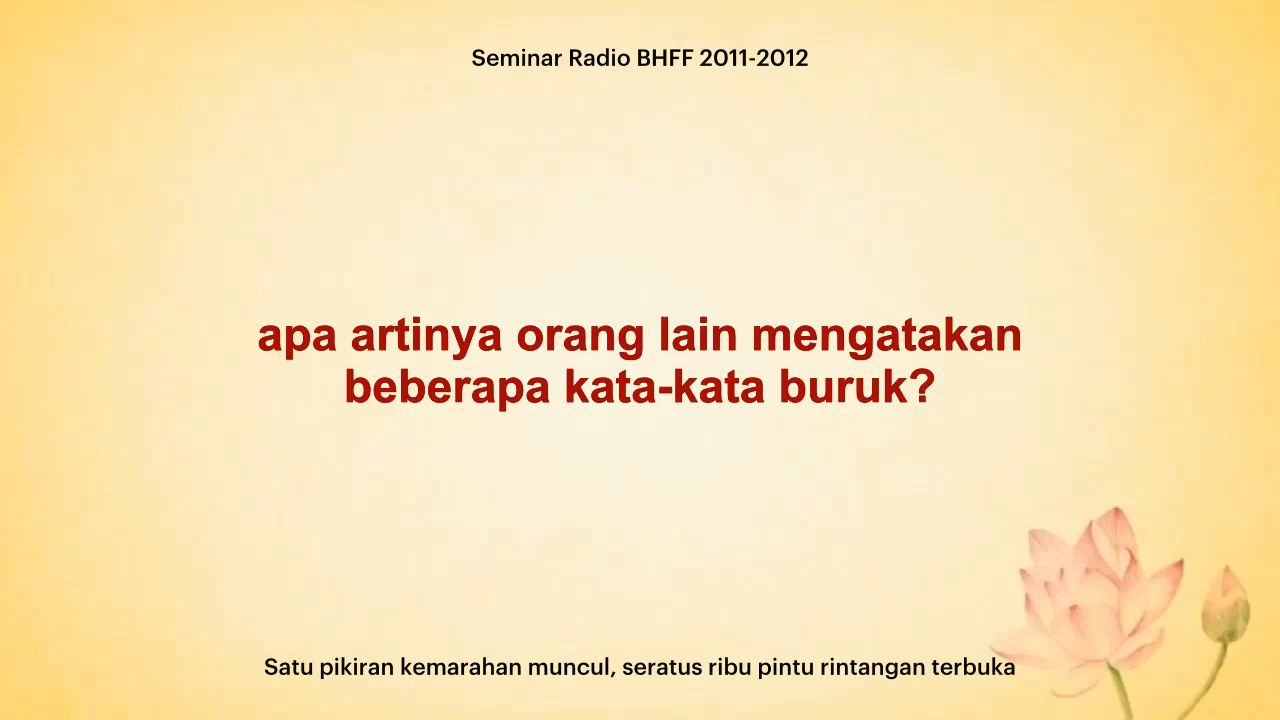 Seminar Radio BHFF 2011-2012
apa artinya orang lain mengatakan
beberapa kata-kata buruk?
Satu pikiran kemarahan muncul, seratus ribu pintu rintangan terbuka